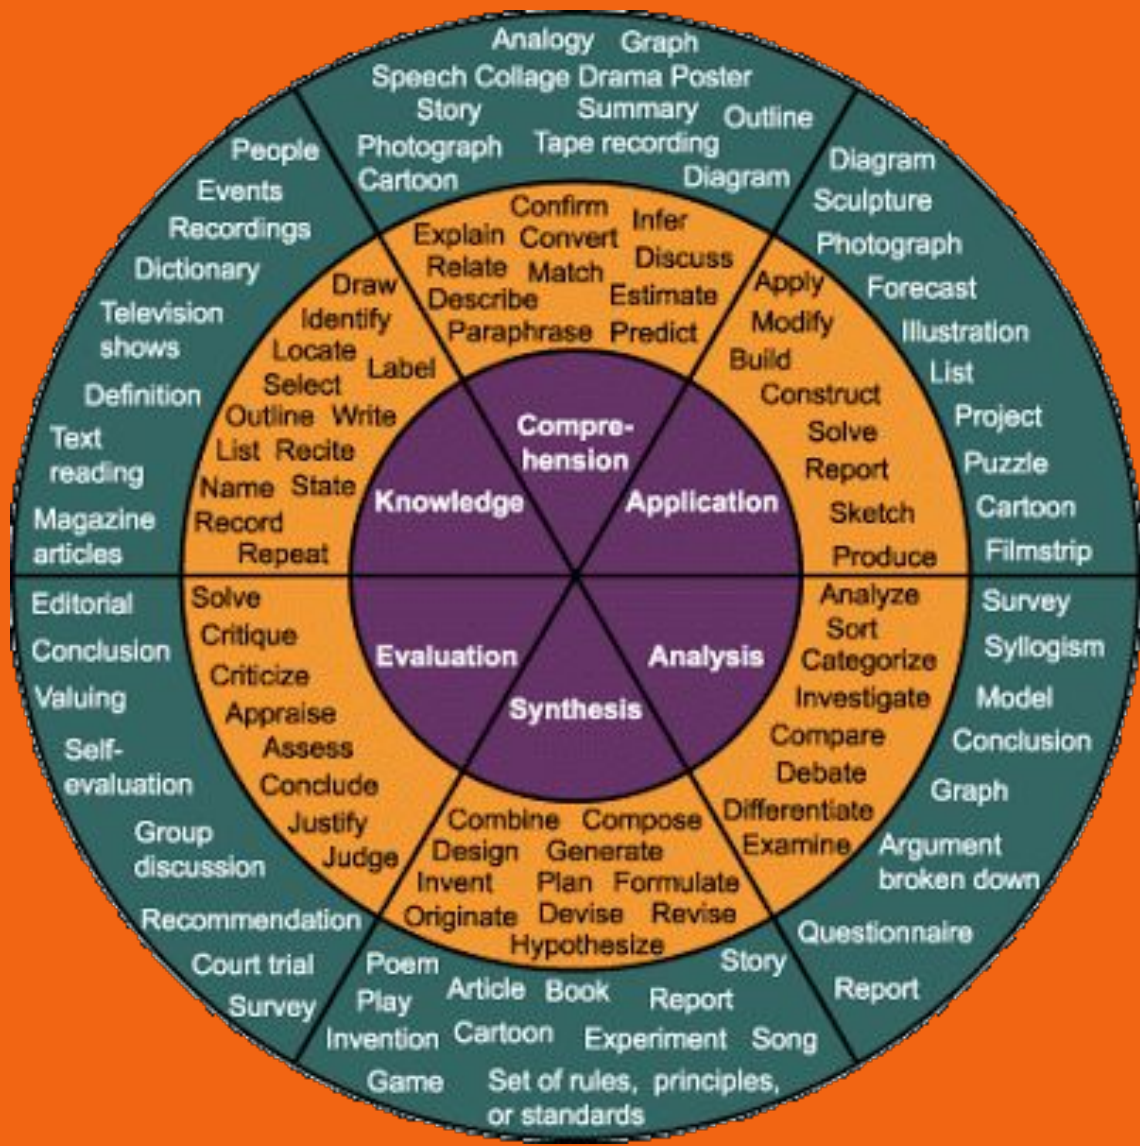 Analogy Graph
Speech Collage Drama Poster
Story Summary Outline
Photograph Tape recording
Cartoon Diagram
Confirm Infer
Explain Convert Discuss
Relate Match
Describe Estimate
Paraphrase Predict
Compre-
hension
Diagram
Sculpture
Photograph
Forecast
Illustration
List
Project
Puzzle
Cartoon
Filmstrip
Apply
Modify
Build
Construct
Solve
Report
Sketch
Produce
Application
Survey
Syllogism
Model
Conclusion
Graph
Argument
broken down
Questionnaire
Report
Analyze
Sort
Categorize
Investigate
Compare
Debate
Differentiate
Examine
Analysis
Synthesis
Combine Compose
Design Generate
Invent Plan Formulate
Originate Devise Revise
Hypothesize
Poem Story
Play Article Book Report
Invention Cartoon Experiment Song
Game Set of rules, principles,
or standards
Evaluation
Solve
Critique
Criticize
Appraise
Assess
Conclude
Justify
Judge
Editorial
Conclusion
Valuing
Self-
evaluation
Group
discussion
Recommendation
Court trial
Survey
Knowledge
Draw
Identify
Locate Label
Select
Outline Write
List Recite
Name State
Record
Repeat
People
Events
Recordings
Dictionary
Television
shows
Definition
Text
reading
Magazine
articles